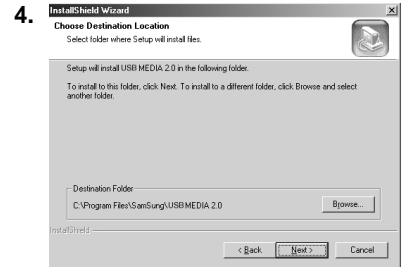 4.
InstallShield Wizard
Choose Destination Location
Select folder where Setup will install files.
Setup will install USB MEDIA 2.0 in the following folder.
To install to this folder, click Next. To install to a different folder, click Browse and select
another folder.
Destination Folder
C:\Program Files\SamSung\USB MEDIA 2.0
Browse...
InstallShield
< Back
Next >
Cancel